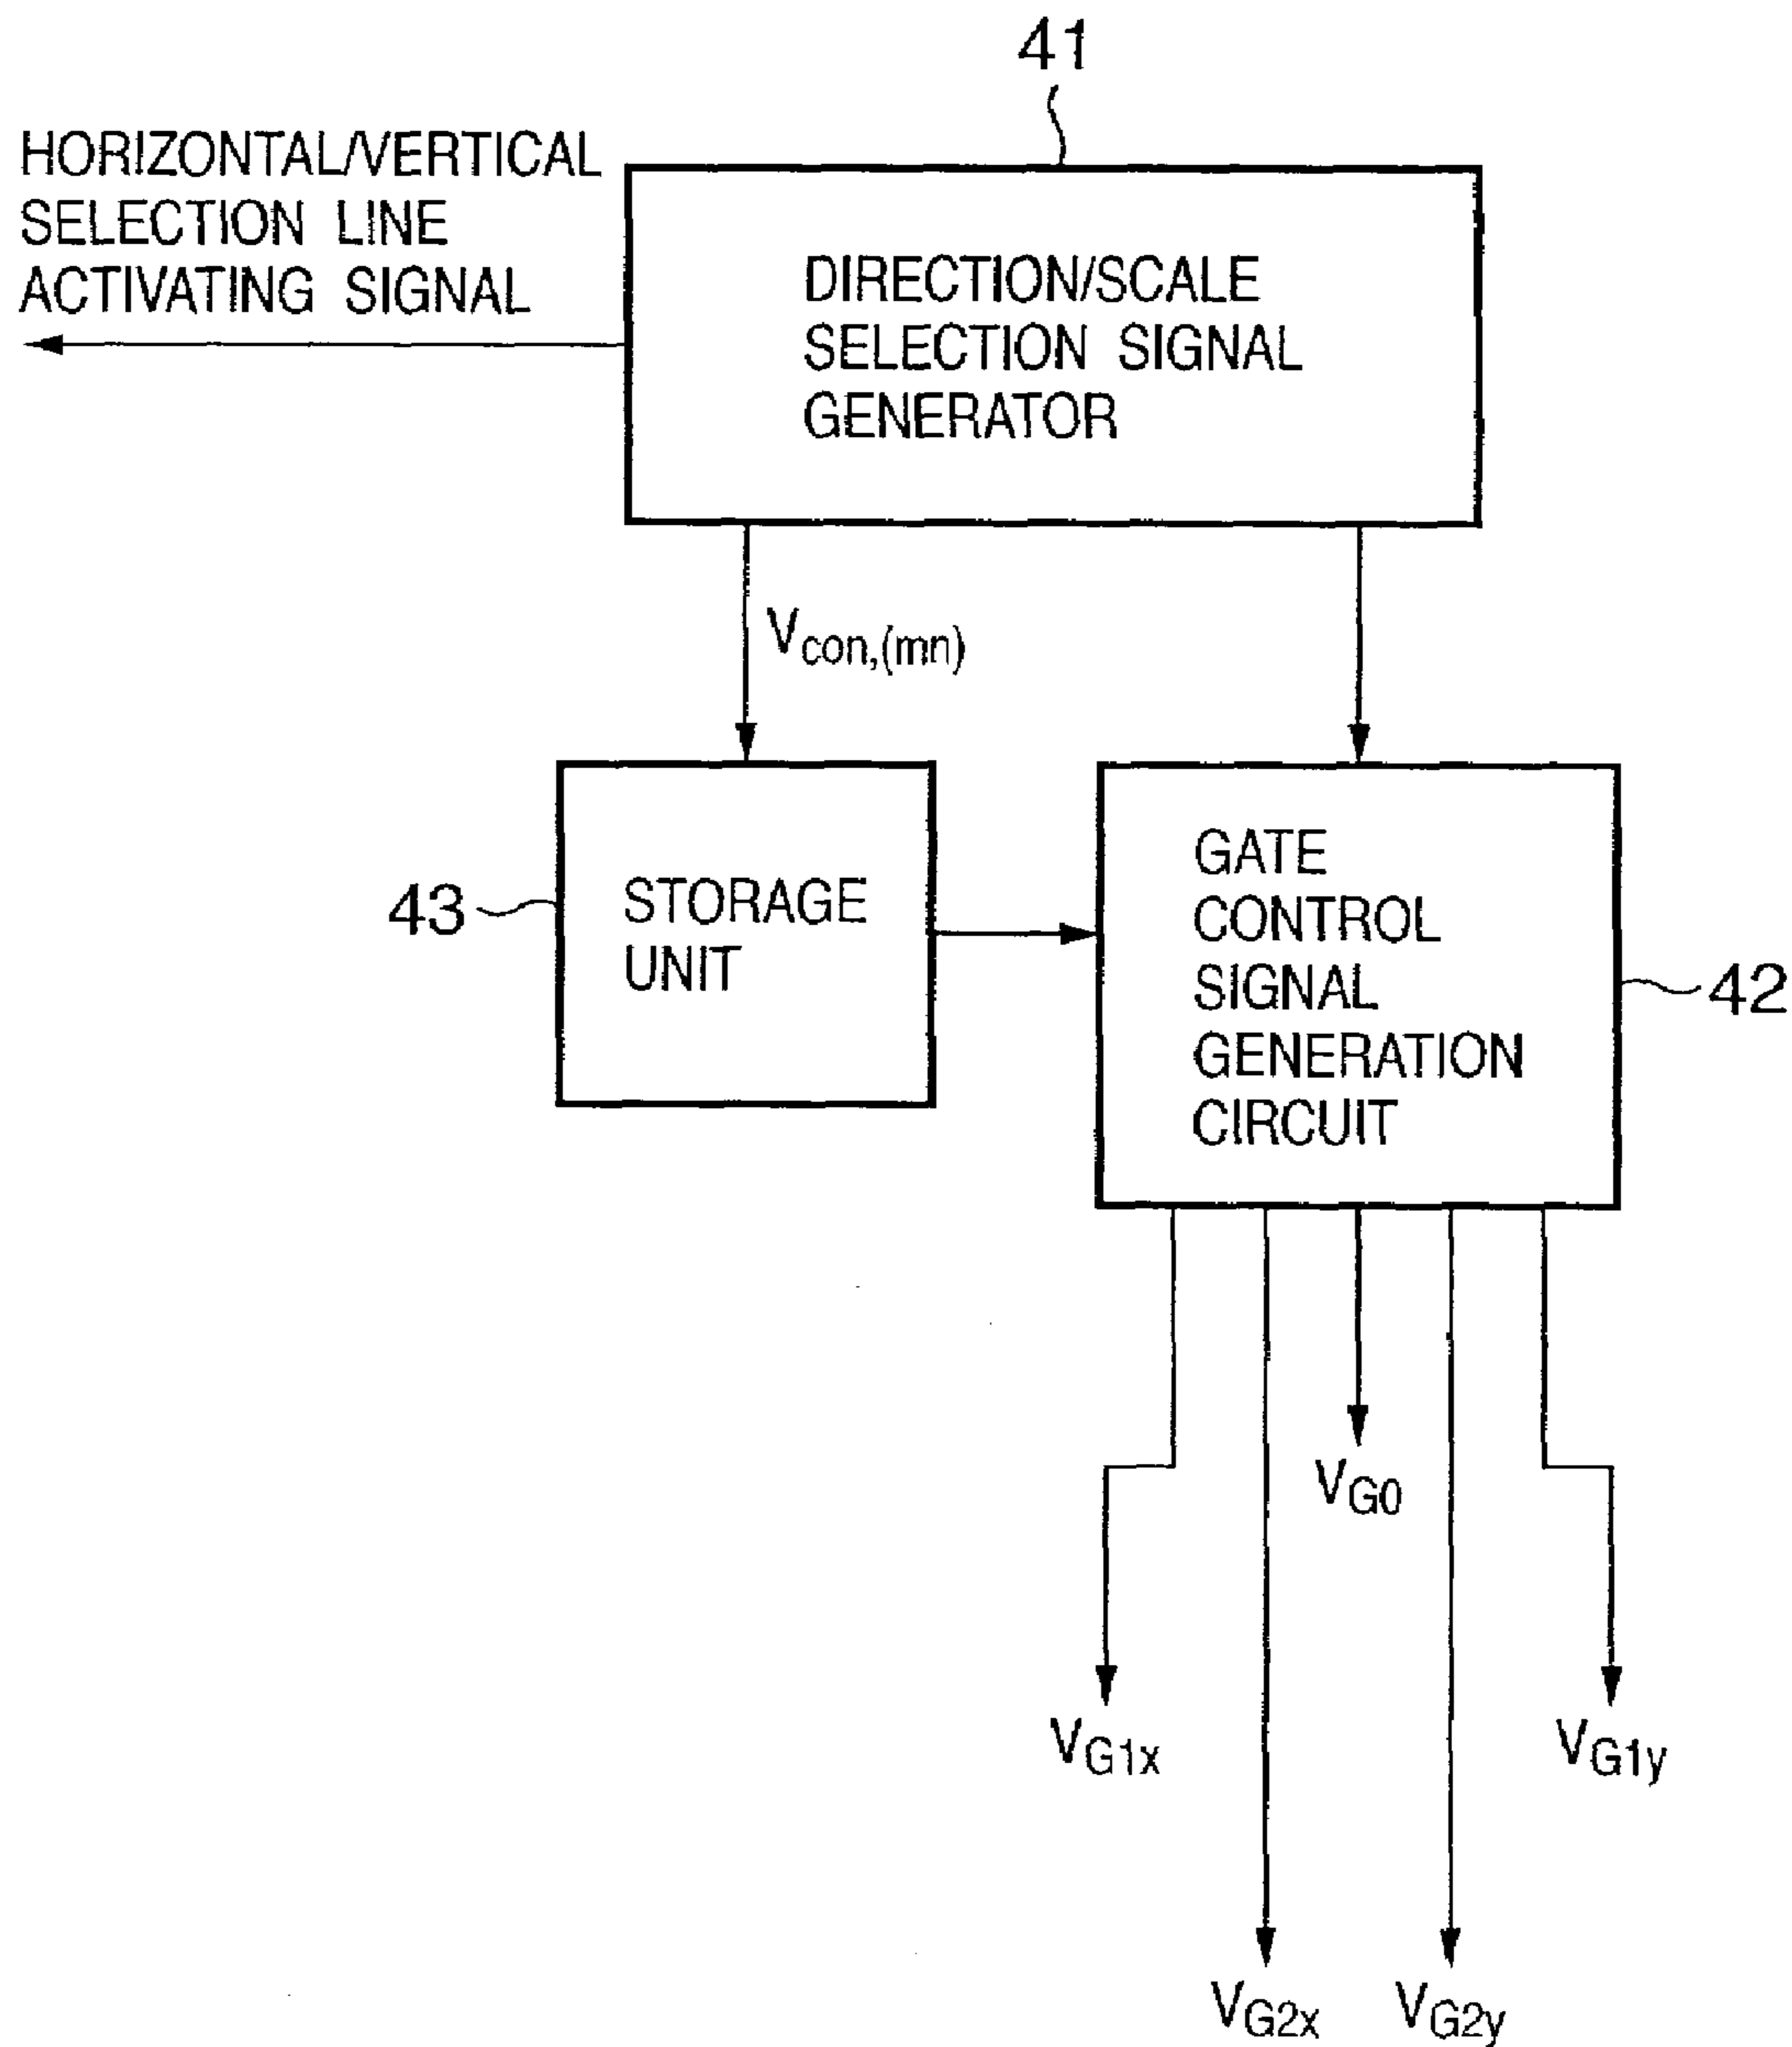 41
HORIZONTAL/VERTICAL
SELECTION LINE
ACTIVATING SIGNAL
DIRECTION/SCALE
SELECTION SIGNAL
GENERATOR
Vcon,(mn)
43
STORAGE
UNIT
GATE
CONTROL
SIGNAL
GENERATION
CIRCUIT
42
VG0
VG1x
VG1y
VG2x
VG2y